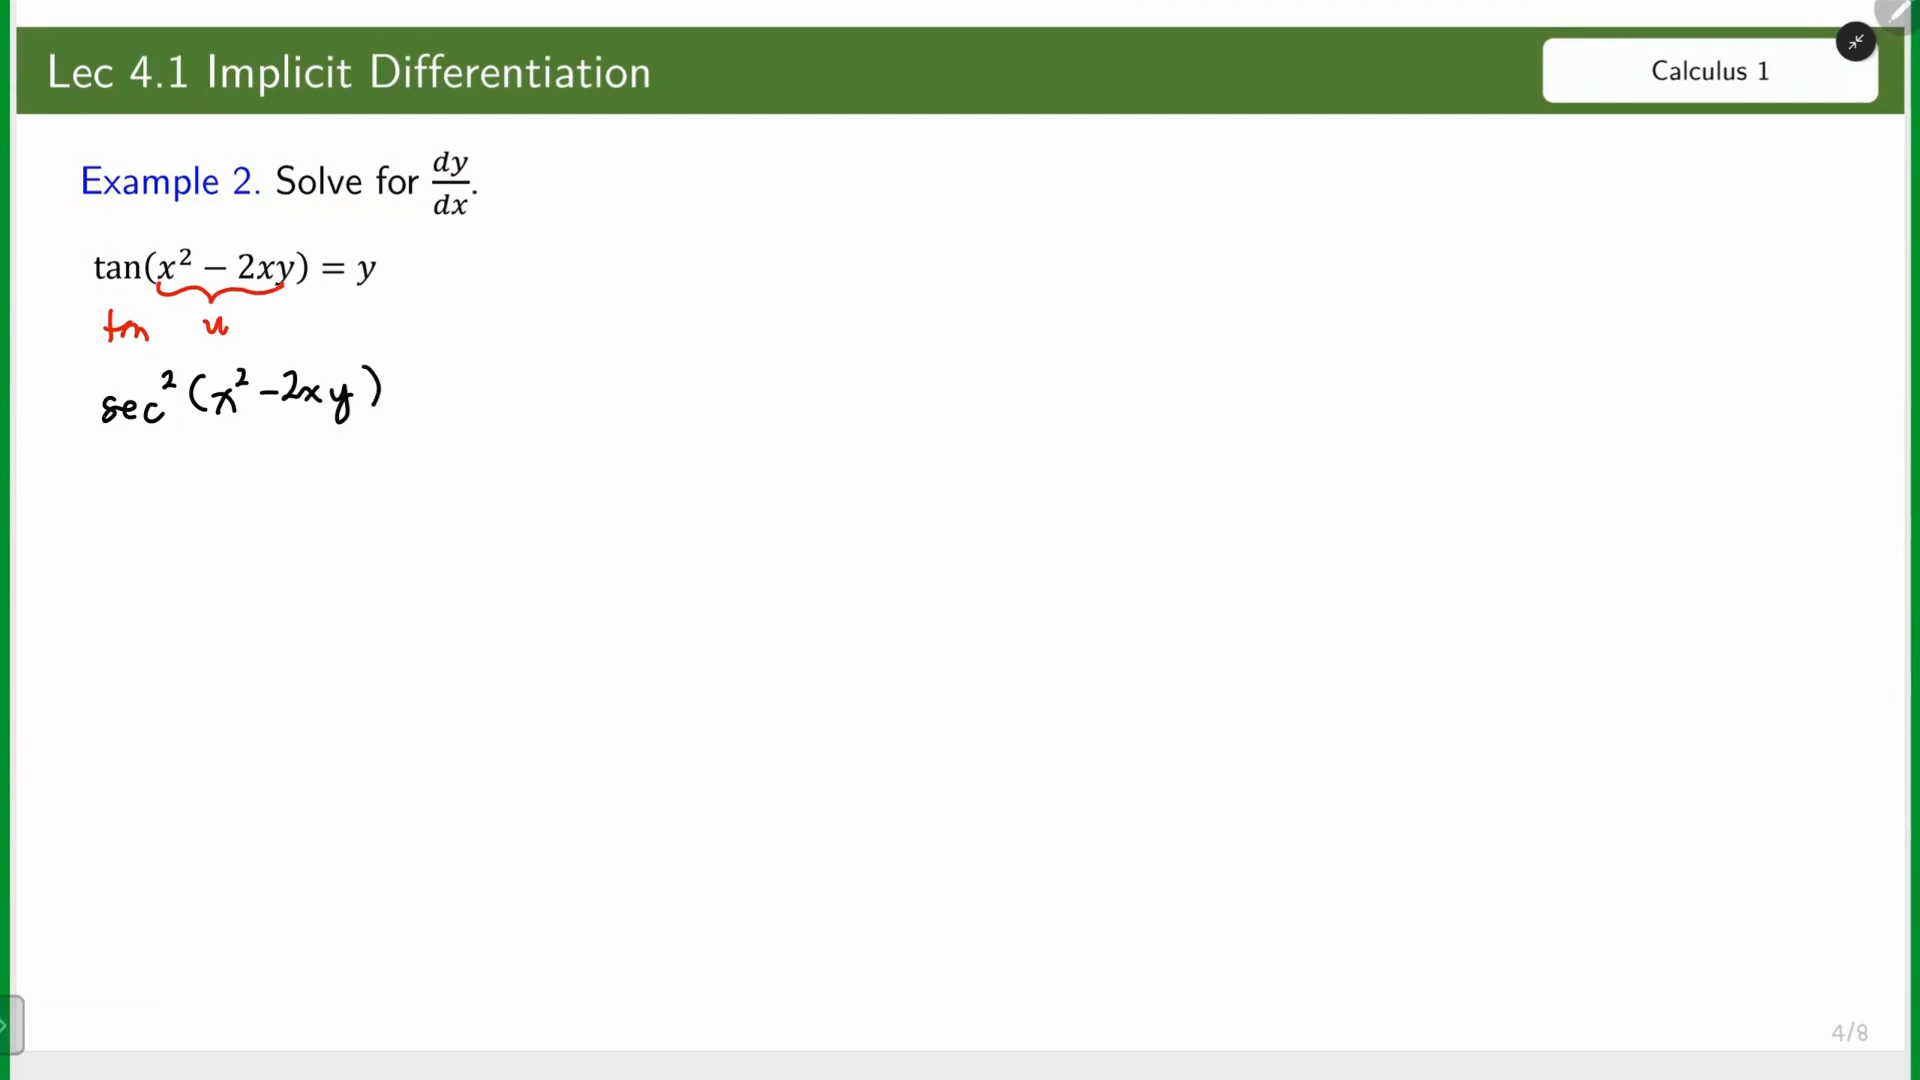 Lec 4.1 Implicit Differentiation
Calculus 1
Example 2. Solve for dy/dx.
tan(x² − 2xy) = y
tan u
sec² (x² − 2xy)
4/8